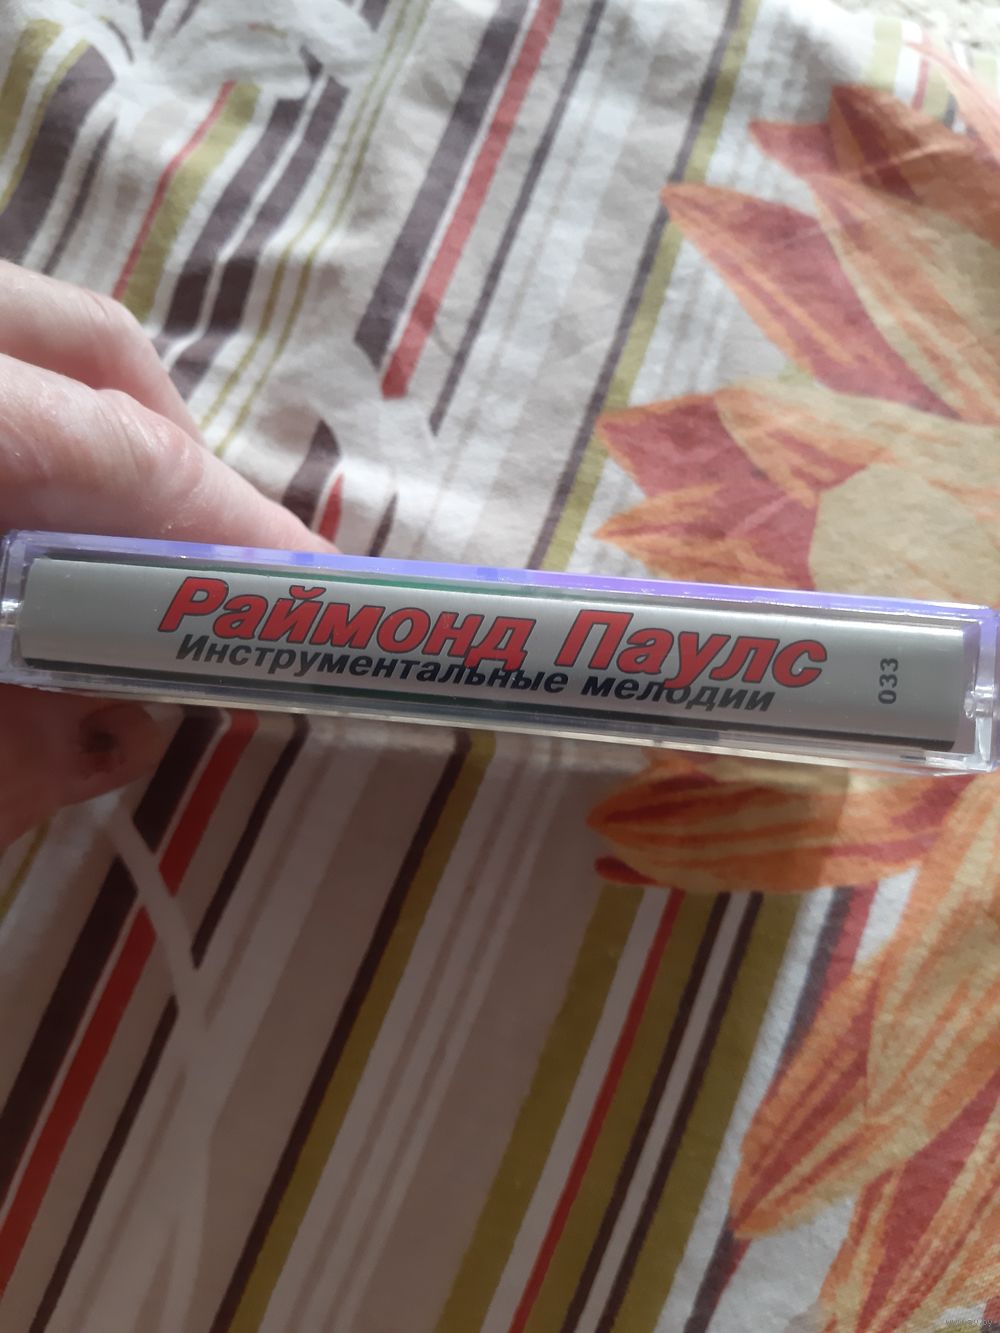 Раймонд Паулс
Инструментальные мелодии
033